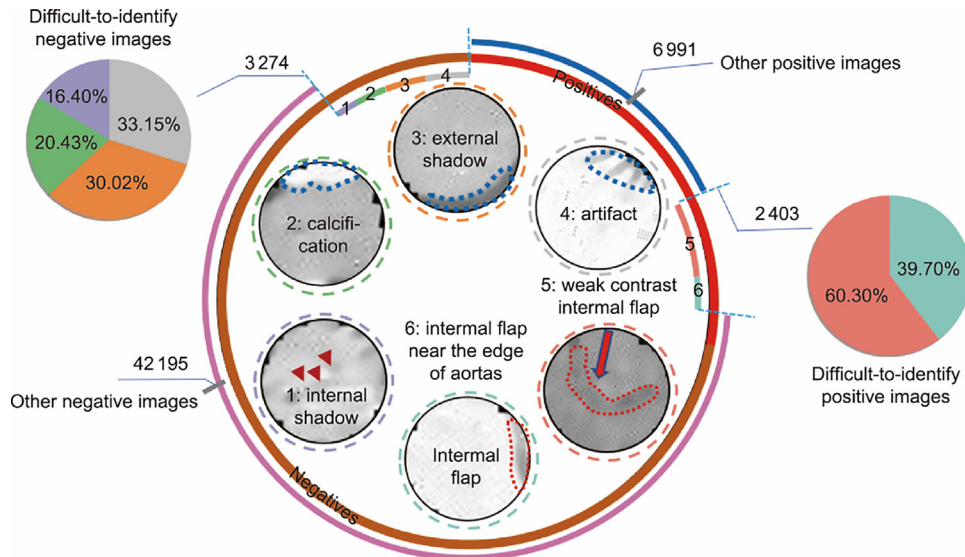 Difficult-to-identify
negative images
16.40%
33.15%
20.43%
30.02%
3 274
6 991
Other positive images
Positives
1
2
3
4
3: external
shadow
2: calcifi-
cation
4: artifact
5
6
2 403
39.70%
60.30%
Difficult-to-identify
positive images
5: weak contrast
intermal flap
6: intermal flap
near the edge
of aortas
1: internal
shadow
Intermal
flap
42 195
Other negative images
Negatives